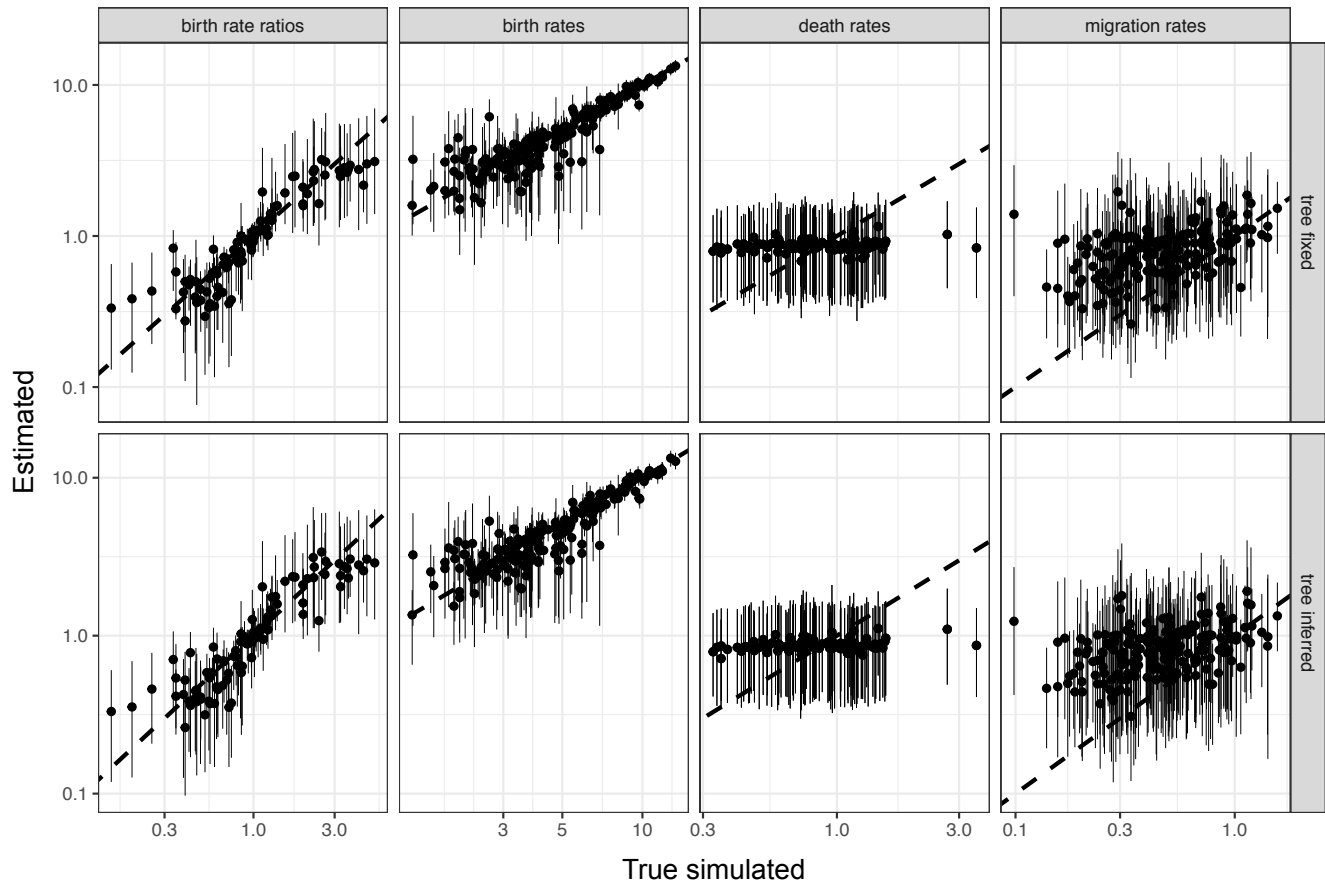 birth rate ratios
birth rates
death rates
migration rates
10.0
1.0
0.1
tree fixed
Estimated
10.0
1.0
0.1
tree inferred
0.3 1.0 3.0
3 5 10
0.3 1.0 3.0
0.1 0.3 1.0
True simulated